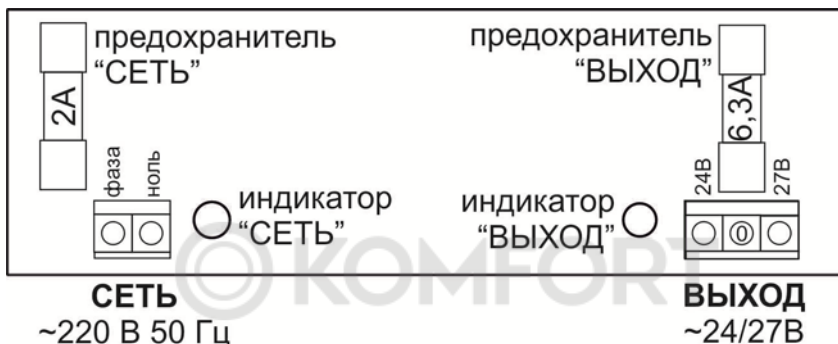 предохранитель
“СЕТЬ”
2А
фаза
ноль
индикатор
“СЕТЬ”
предохранитель
“ВЫХОД”
6,3А
24В
27В
индикатор
“ВЫХОД”
0
KOMFORT
СЕТЬ
~220 В 50 Гц
ВЫХОД
~24/27В